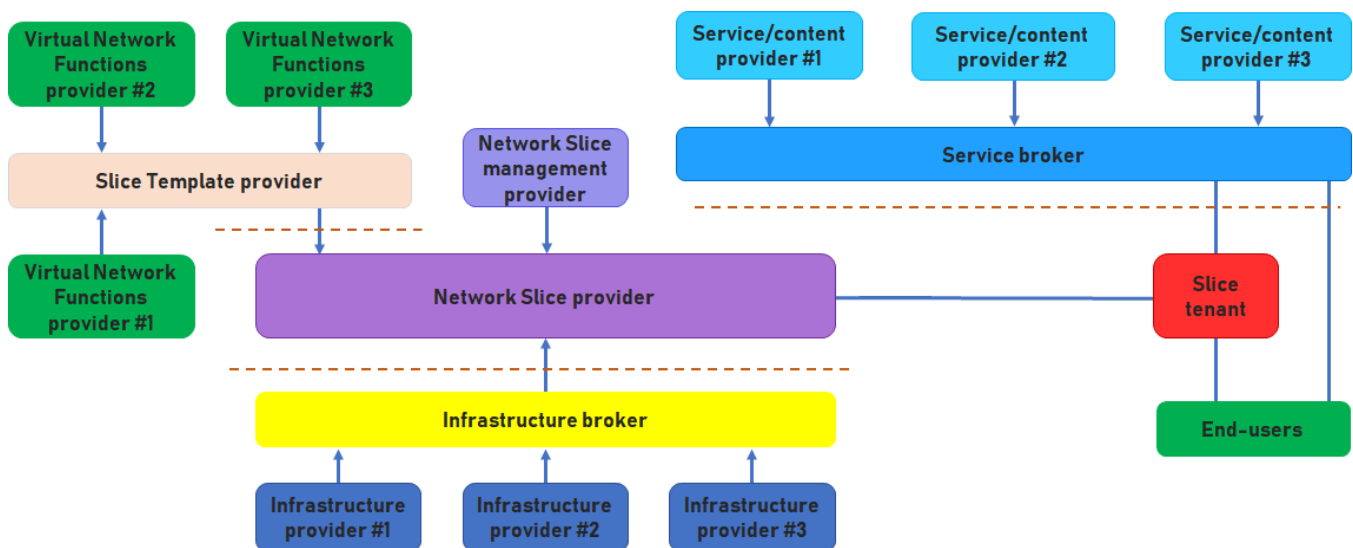 Virtual Network
Functions
provider #2
Virtual Network
Functions
provider #3
Service/content
provider #1
Service/content
provider #2
Service/content
provider #3
Network Slice
management
provider
Service broker
Slice Template provider
Virtual Network
Functions
provider #1
Network Slice provider
Slice
tenant
Infrastructure broker
End-users
Infrastructure
provider #1
Infrastructure
provider #2
Infrastructure
provider #3